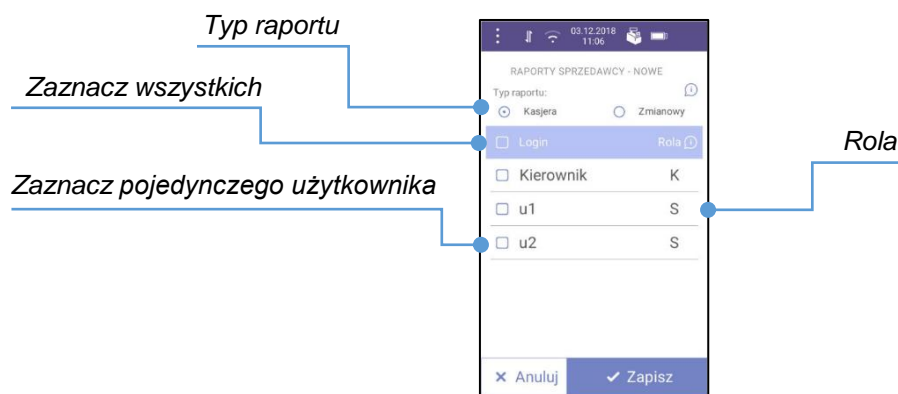 Typ raportu
Zaznacz wszystkich
Zaznacz pojedynczego użytkownika
Rola
03.12.2018
11:06
RAPORTY SPRZEDAWCY - NOWE
Typ raportu:
Kasjera Zmianowy
Login Rola
Kierownik K
u1 S
u2 S
Anuluj Zapisz